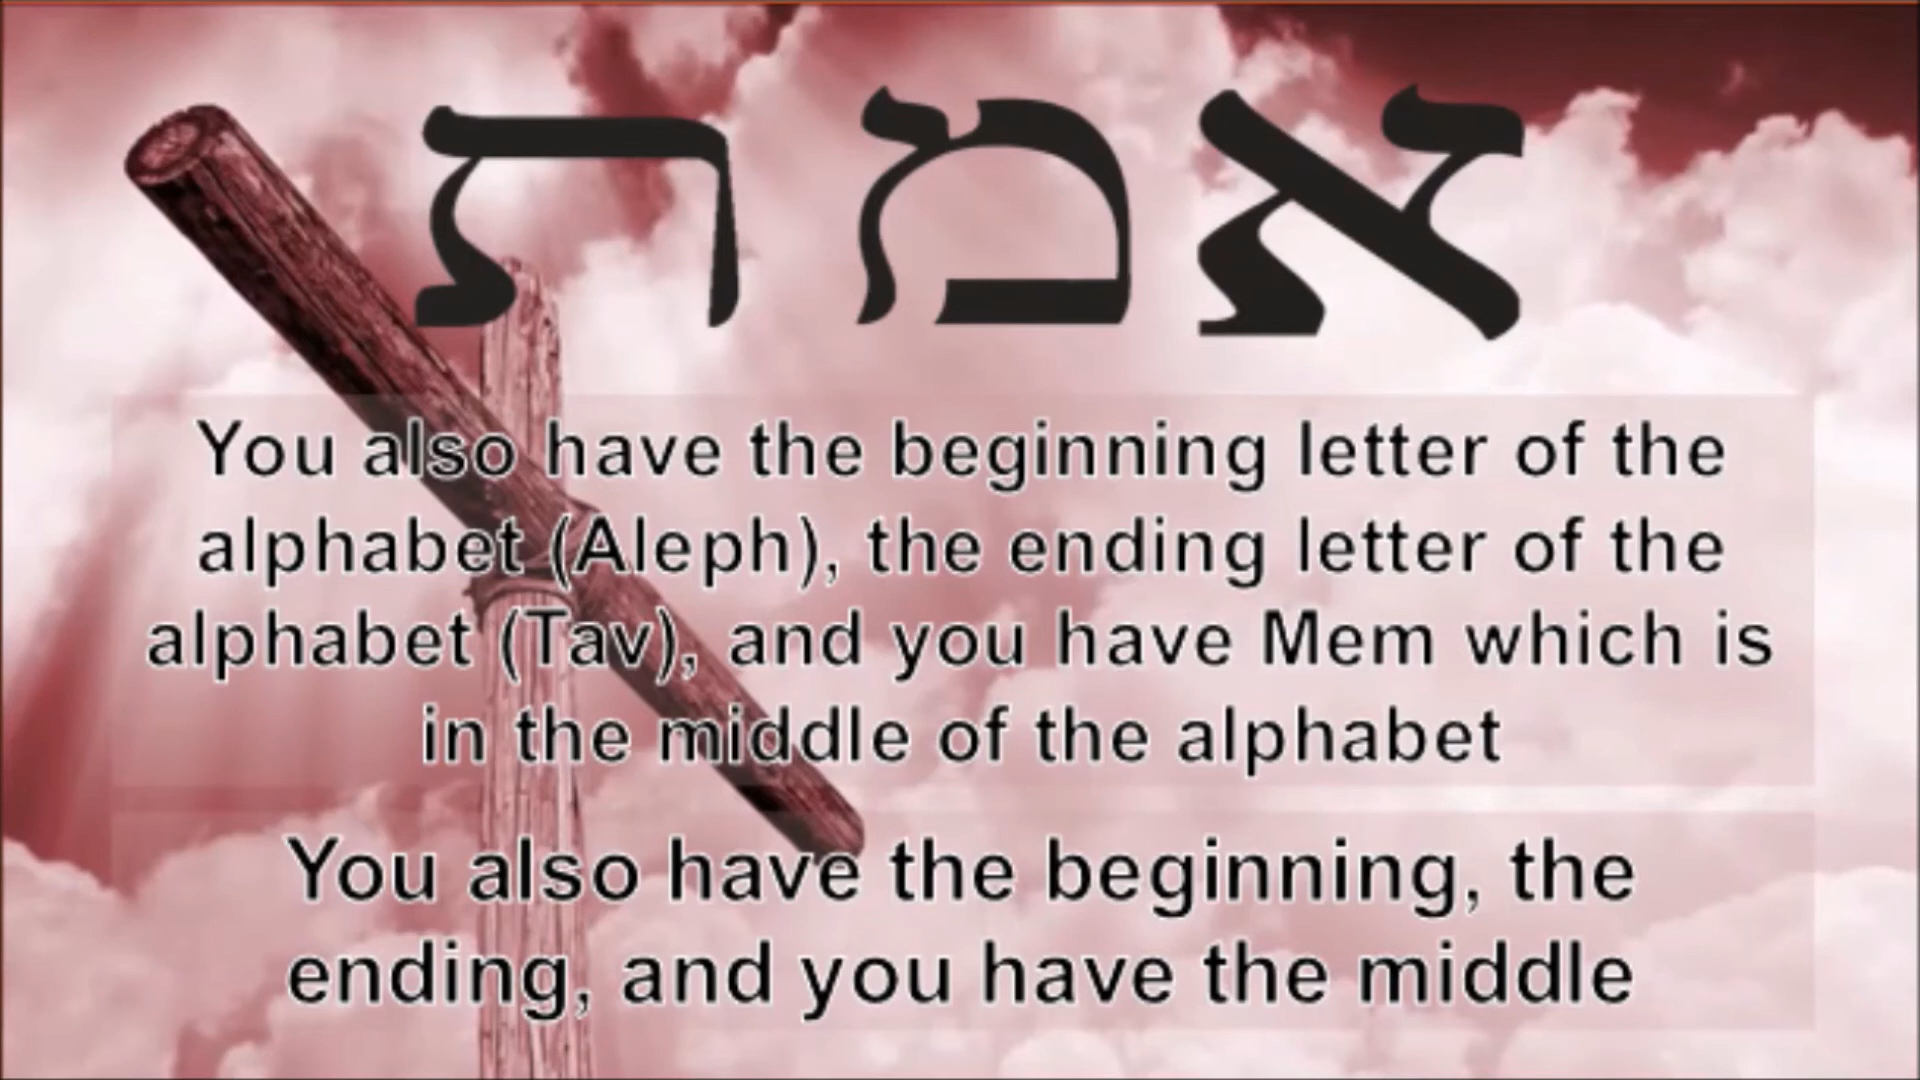 אמת
You also have the beginning letter of the
alphabet (Aleph), the ending letter of the
alphabet (Tav), and you have Mem which is
in the middle of the alphabet
You also have the beginning, the
ending, and you have the middle